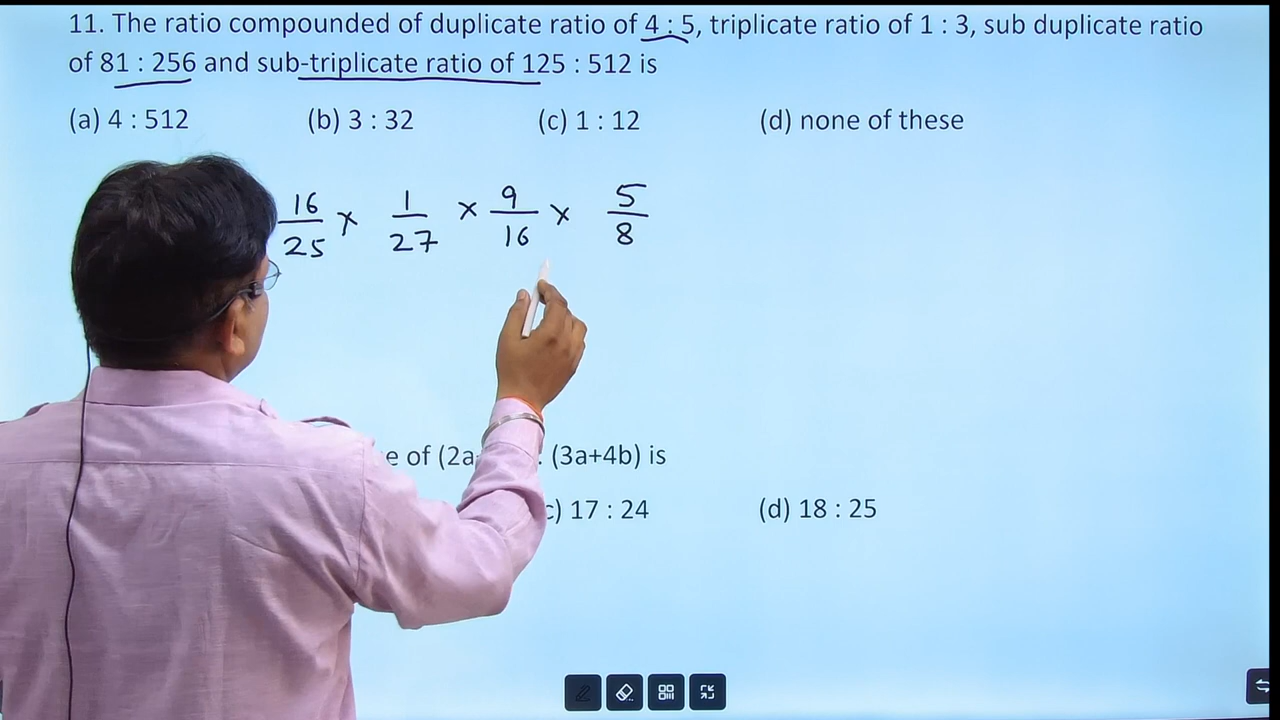 11. The ratio compounded of duplicate ratio of 4 : 5, triplicate ratio of 1 : 3, sub duplicate ratio
of 81 : 256 and sub-triplicate ratio of 125 : 512 is
(a) 4 : 512 (b) 3 : 32 (c) 1 : 12 (d) none of these
16/25 × 1/27 × 9/16 × 5/8
e of (2a : (3a+4b) is
c) 17 : 24 (d) 18 : 25